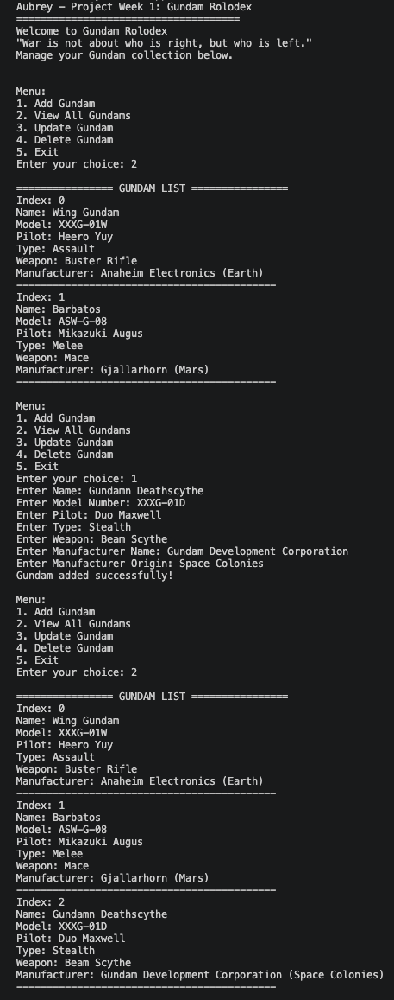 Aubrey – Project Week 1: Gundam Rolodex
=====================================
Welcome to Gundam Rolodex
"War is not about who is right, but who is left."
Manage your Gundam collection below.
Menu:
1. Add Gundam
2. View All Gundams
3. Update Gundam
4. Delete Gundam
5. Exit
Enter your choice: 2
================ GUNDAM LIST ================
Index: 0
Name: Wing Gundam
Model: XXXG-01W
Pilot: Heero Yuy
Type: Assault
Weapon: Buster Rifle
Manufacturer: Anaheim Electronics (Earth)
-------------------------------------------
Index: 1
Name: Barbatos
Model: ASW-G-08
Pilot: Mikazuki Augus
Type: Melee
Weapon: Mace
Manufacturer: Gjallarhorn (Mars)
-------------------------------------------
Menu:
1. Add Gundam
2. View All Gundams
3. Update Gundam
4. Delete Gundam
5. Exit
Enter your choice: 1
Enter Name: Gundamn Deathscythe
Enter Model Number: XXXG-01D
Enter Pilot: Duo Maxwell
Enter Type: Stealth
Enter Weapon: Beam Scythe
Enter Manufacturer Name: Gundam Development Corporation
Enter Manufacturer Origin: Space Colonies
Gundam added successfully!
Menu:
1. Add Gundam
2. View All Gundams
3. Update Gundam
4. Delete Gundam
5. Exit
Enter your choice: 2
================ GUNDAM LIST ================
Index: 0
Name: Wing Gundam
Model: XXXG-01W
Pilot: Heero Yuy
Type: Assault
Weapon: Buster Rifle
Manufacturer: Anaheim Electronics (Earth)
-------------------------------------------
Index: 1
Name: Barbatos
Model: ASW-G-08
Pilot: Mikazuki Augus
Type: Melee
Weapon: Mace
Manufacturer: Gjallarhorn (Mars)
-------------------------------------------
Index: 2
Name: Gundamn Deathscythe
Model: XXXG-01D
Pilot: Duo Maxwell
Type: Stealth
Weapon: Beam Scythe
Manufacturer: Gundam Development Corporation (Space Colonies)
-------------------------------------------